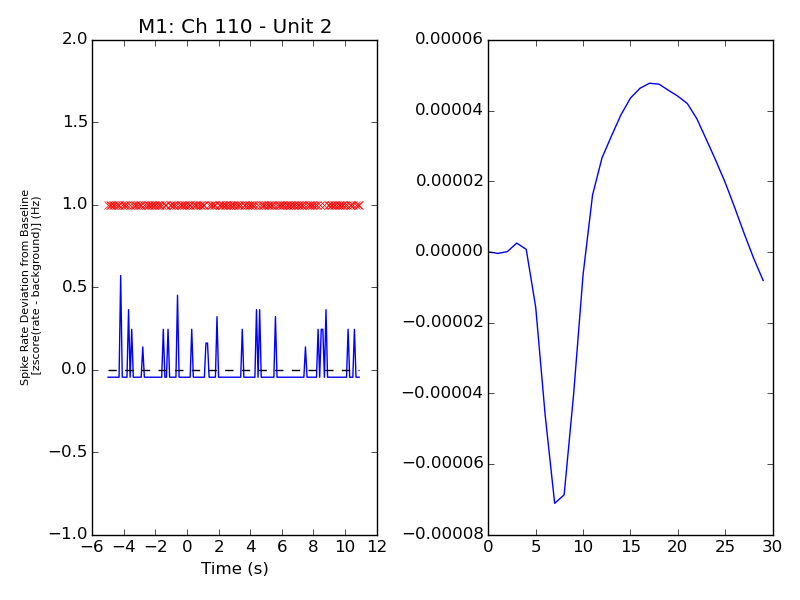 M1: Ch 110 - Unit 2
2.0
1.5
1.0
0.5
0.0
−0.5
−1.0
−6 −4 −2 0 2 4 6 8 10 12
Time (s)
Spike Rate Deviation from Baseline
[zscore(rate - background)] (Hz)
0.00006
0.00004
0.00002
0.00000
−0.00002
−0.00004
−0.00006
−0.00008
0 5 10 15 20 25 30